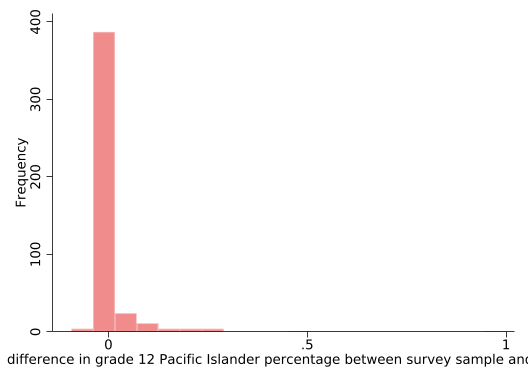 400
300
200
100
0
Frequency
0 .5 1
difference in grade 12 Pacific Islander percentage between survey sample and